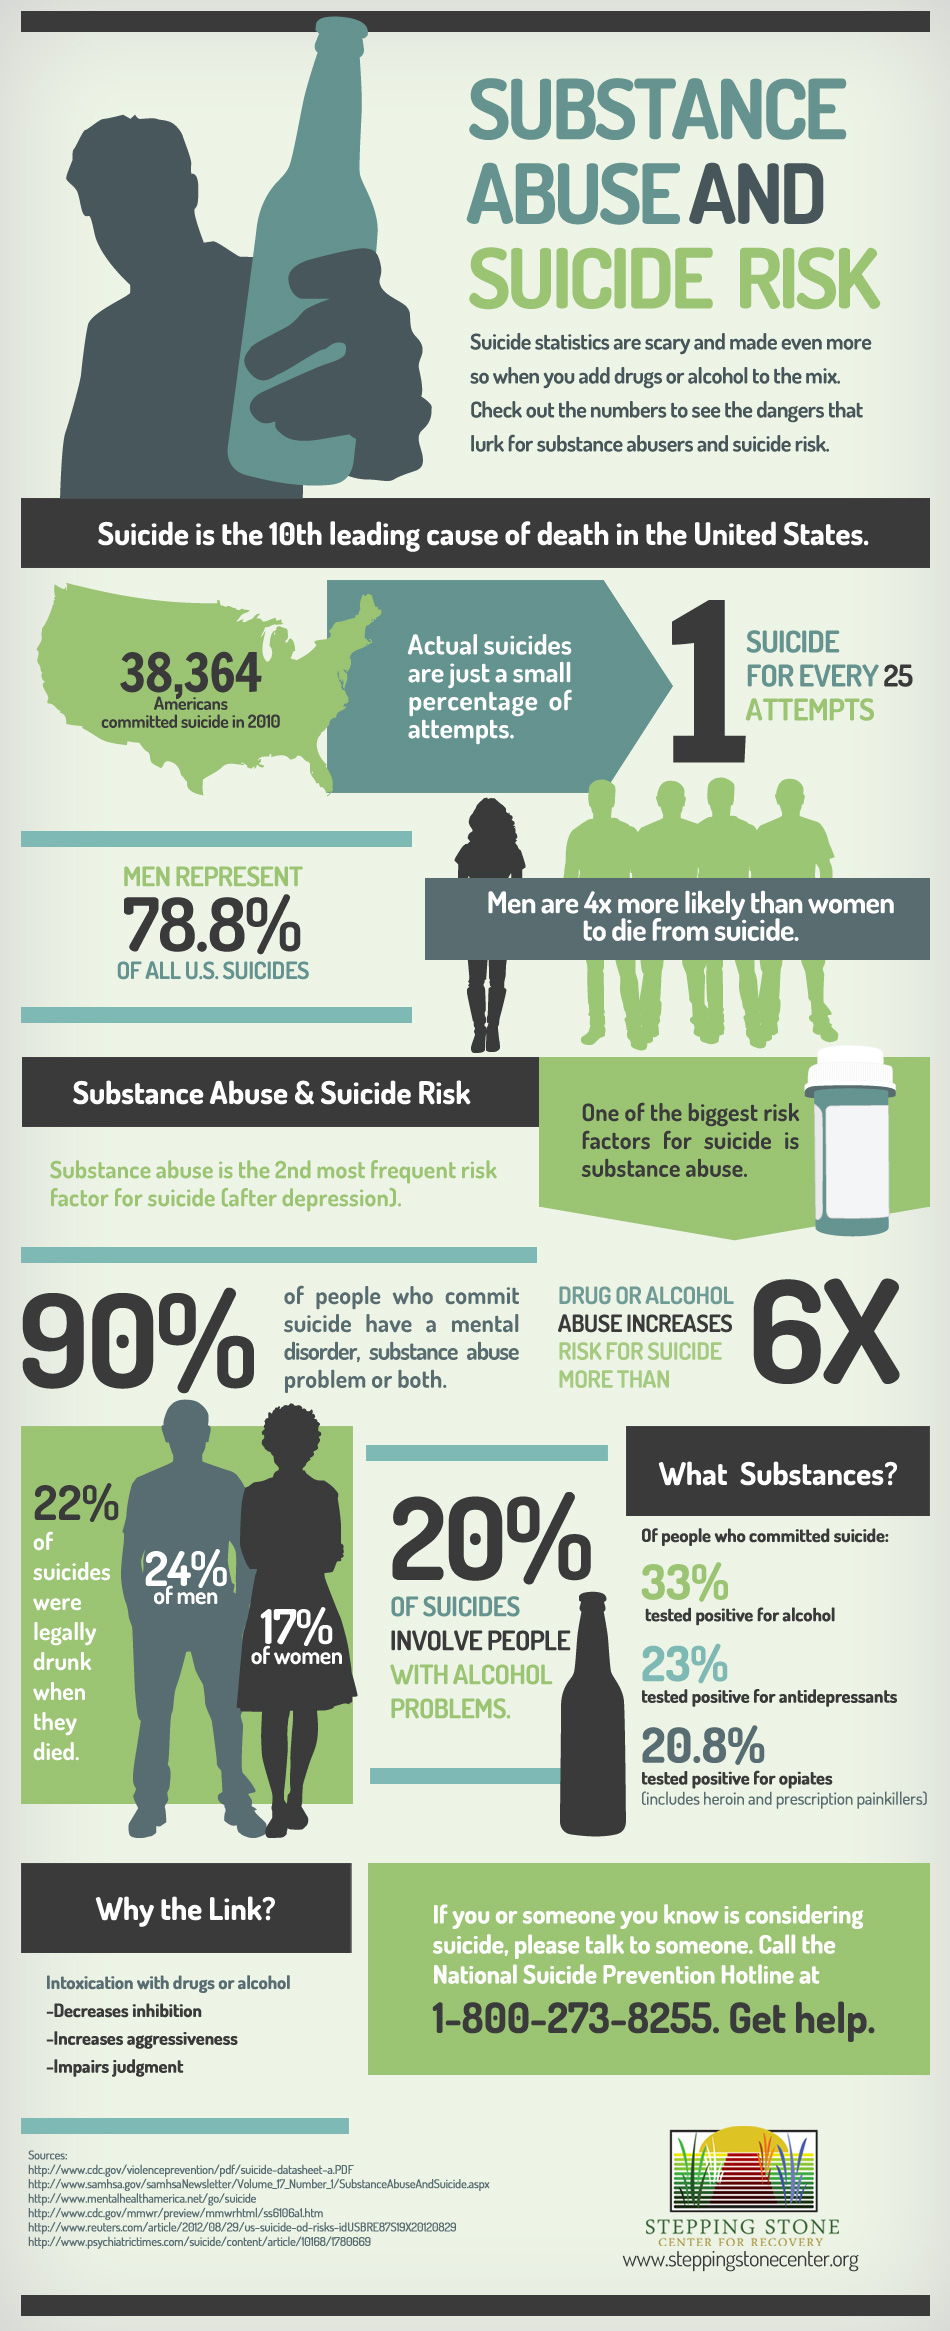 SUBSTANCE
ABUSE AND
SUICIDE RISK
Suicide statistics are scary and made even more
so when you add drugs or alcohol to the mix.
Check out the numbers to see the dangers that
lurk for substance abusers and suicide risk.
Suicide is the 10th leading cause of death in the United States.
38,364
Americans
committed suicide in 2010
Actual suicides
are just a small
percentage of
attempts.
1
SUICIDE
FOR EVERY 25
ATTEMPTS
MEN REPRESENT
78.8%
OF ALL U.S. SUICIDES
Men are 4x more likely than women
to die from suicide.
Substance Abuse & Suicide Risk
Substance abuse is the 2nd most frequent risk
factor for suicide (after depression).
One of the biggest risk
factors for suicide is
substance abuse.
90%
of people who commit
suicide have a mental
disorder, substance abuse
problem or both.
DRUG OR ALCOHOL
ABUSE INCREASES
RISK FOR SUICIDE
MORE THAN
6X
22%
of
suicides
were
legally
drunk
when
they
died.
24%
of men
17%
of women
20%
OF SUICIDES
INVOLVE PEOPLE
WITH ALCOHOL
PROBLEMS.
What Substances?
Of people who committed suicide:
33%
tested positive for alcohol
23%
tested positive for antidepressants
20.8%
tested positive for opiates
(includes heroin and prescription painkillers)
Why the Link?
Intoxication with drugs or alcohol
-Decreases inhibition
-Increases aggressiveness
-Impairs judgment
If you or someone you know is considering
suicide, please talk to someone. Call the
National Suicide Prevention Hotline at
1-800-273-8255. Get help.
Sources:
http://www.cdc.gov/violenceprevention/pdf/suicide-datasheet-a.PDF
http://www.samhsa.gov/samhsaNewsletter/Volume_17_Number_1/SubstanceAbuseAndSuicide.aspx
http://www.mentalhealthamerica.net/go/suicide
http://www.cdc.gov/mmwr/preview/mmwrhtml/ss6106a1.htm
http://www.reuters.com/article/2012/08/29/us-suicide-od-risks-idUSBRE87S19X20120829
http://www.psychiatrictimes.com/suicide/content/article/10168/1780669
STEPPING STONE
CENTER FOR RECOVERY
www.steppingstonecenter.org